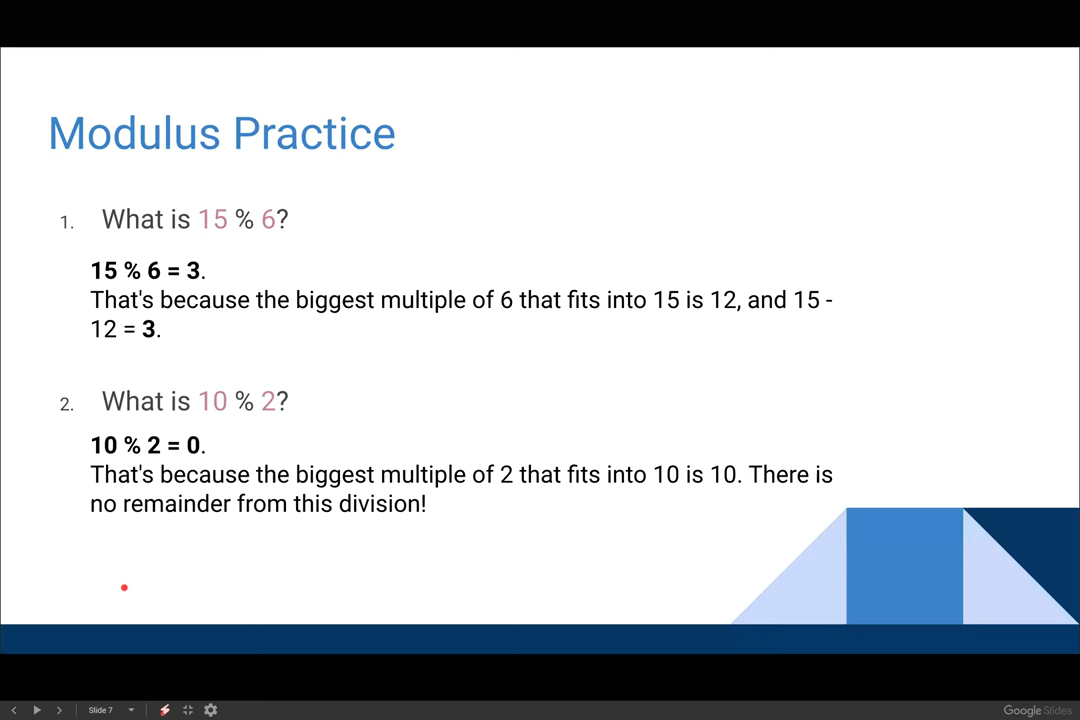 Modulus Practice
1. What is 15 % 6?
15 % 6 = 3.
That's because the biggest multiple of 6 that fits into 15 is 12, and 15 -
12 = 3.
2. What is 10 % 2?
10 % 2 = 0.
That's because the biggest multiple of 2 that fits into 10 is 10. There is
no remainder from this division!
Slide 7
Google Slides